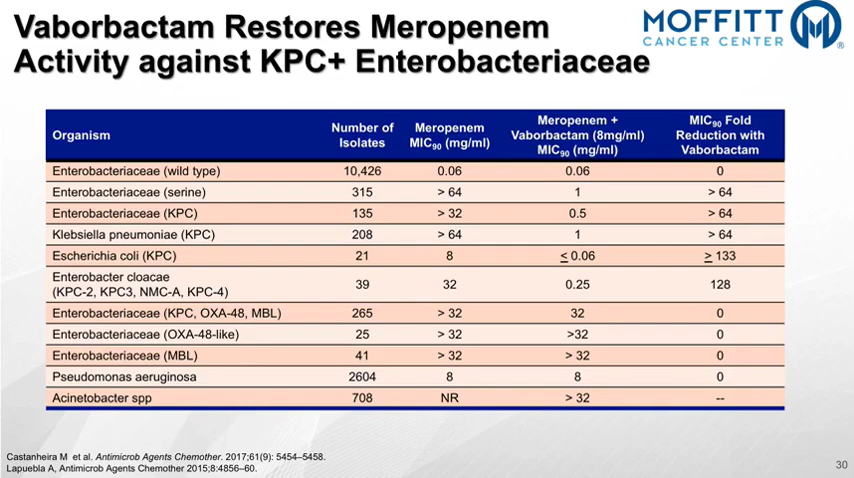 Vaborbactam Restores Meropenem
Activity against KPC+ Enterobacteriaceae
MOFFITT
CANCER CENTER
®
Organism | Number of Isolates | Meropenem MIC90 (mg/ml) | Meropenem + Vaborbactam (8mg/ml) MIC90 (mg/ml) | MIC90 Fold Reduction with Vaborbactam
Enterobacteriaceae (wild type) | 10,426 | 0.06 | 0.06 | 0
Enterobacteriaceae (serine) | 315 | > 64 | 1 | > 64
Enterobacteriaceae (KPC) | 135 | > 32 | 0.5 | > 64
Klebsiella pneumoniae (KPC) | 208 | > 64 | 1 | > 64
Escherichia coli (KPC) | 21 | 8 | ≤ 0.06 | ≥ 133
Enterobacter cloacae (KPC-2, KPC3, NMC-A, KPC-4) | 39 | 32 | 0.25 | 128
Enterobacteriaceae (KPC, OXA-48, MBL) | 265 | > 32 | 32 | 0
Enterobacteriaceae (OXA-48-like) | 25 | > 32 | >32 | 0
Enterobacteriaceae (MBL) | 41 | > 32 | > 32 | 0
Pseudomonas aeruginosa | 2604 | 8 | 8 | 0
Acinetobacter spp | 708 | NR | > 32 | --
Castanheira M et al. Antimicrob Agents Chemother. 2017;61(9): 5454–5458.
Lapuebla A, Antimicrob Agents Chemother 2015;8:4856–60.
30